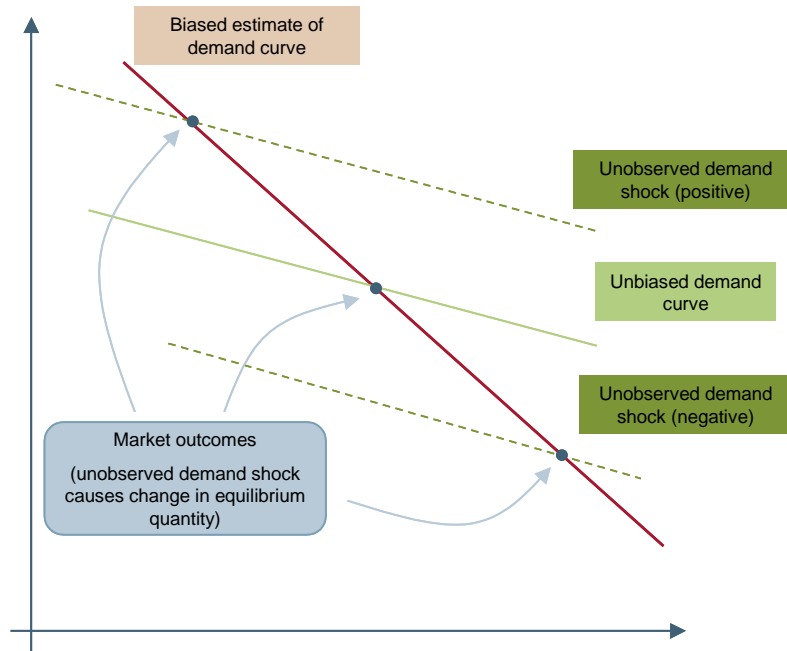 Biased estimate of
demand curve
Unobserved demand
shock (positive)
Unbiased demand
curve
Unobserved demand
shock (negative)
Market outcomes
(unobserved demand shock
causes change in equilibrium
quantity)